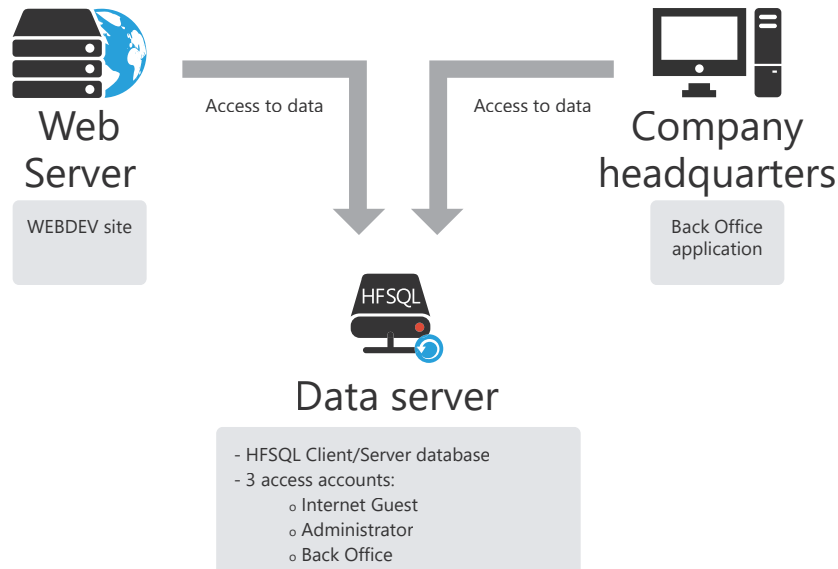 Access to data
Access to data
Web
Server
Company
headquarters
WEBDEV site
Back Office
application
HFSQL
Data server
- HFSQL Client/Server database
- 3 access accounts:
o Internet Guest
o Administrator
o Back Office